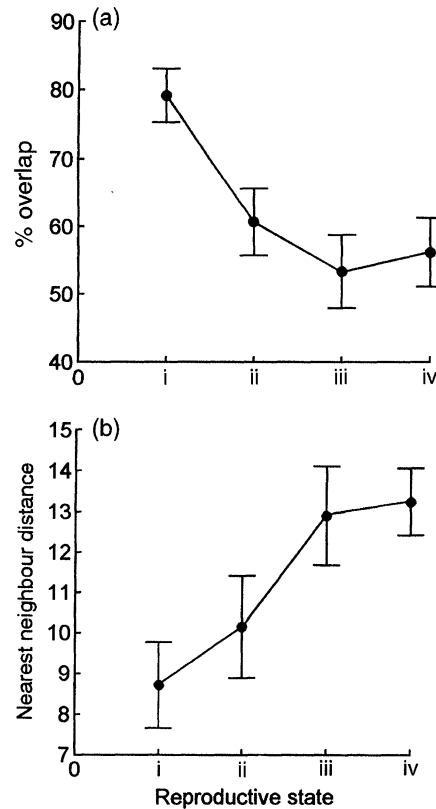 (a)
90
80
70
60
50
40
% overlap
0
i
ii
iii
iv
(b)
15
14
13
12
11
10
9
8
7
Nearest neighbour distance
0
i
ii
iii
iv
Reproductive state